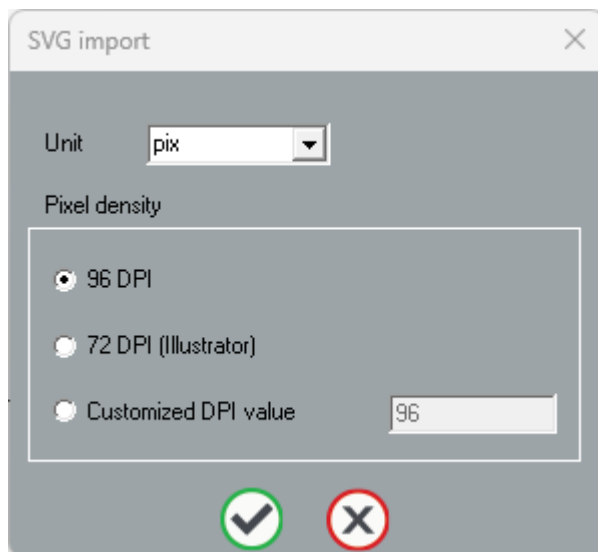 SVG import
Unit pix
Pixel density
96 DPI
72 DPI (Illustrator)
Customized DPI value 96